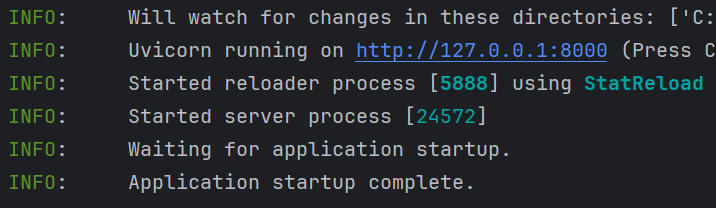 INFO:     Will watch for changes in these directories: ['C:
INFO:     Uvicorn running on http://127.0.0.1:8000 (Press C
INFO:     Started reloader process [5888] using StatReload
INFO:     Started server process [24572]
INFO:     Waiting for application startup.
INFO:     Application startup complete.